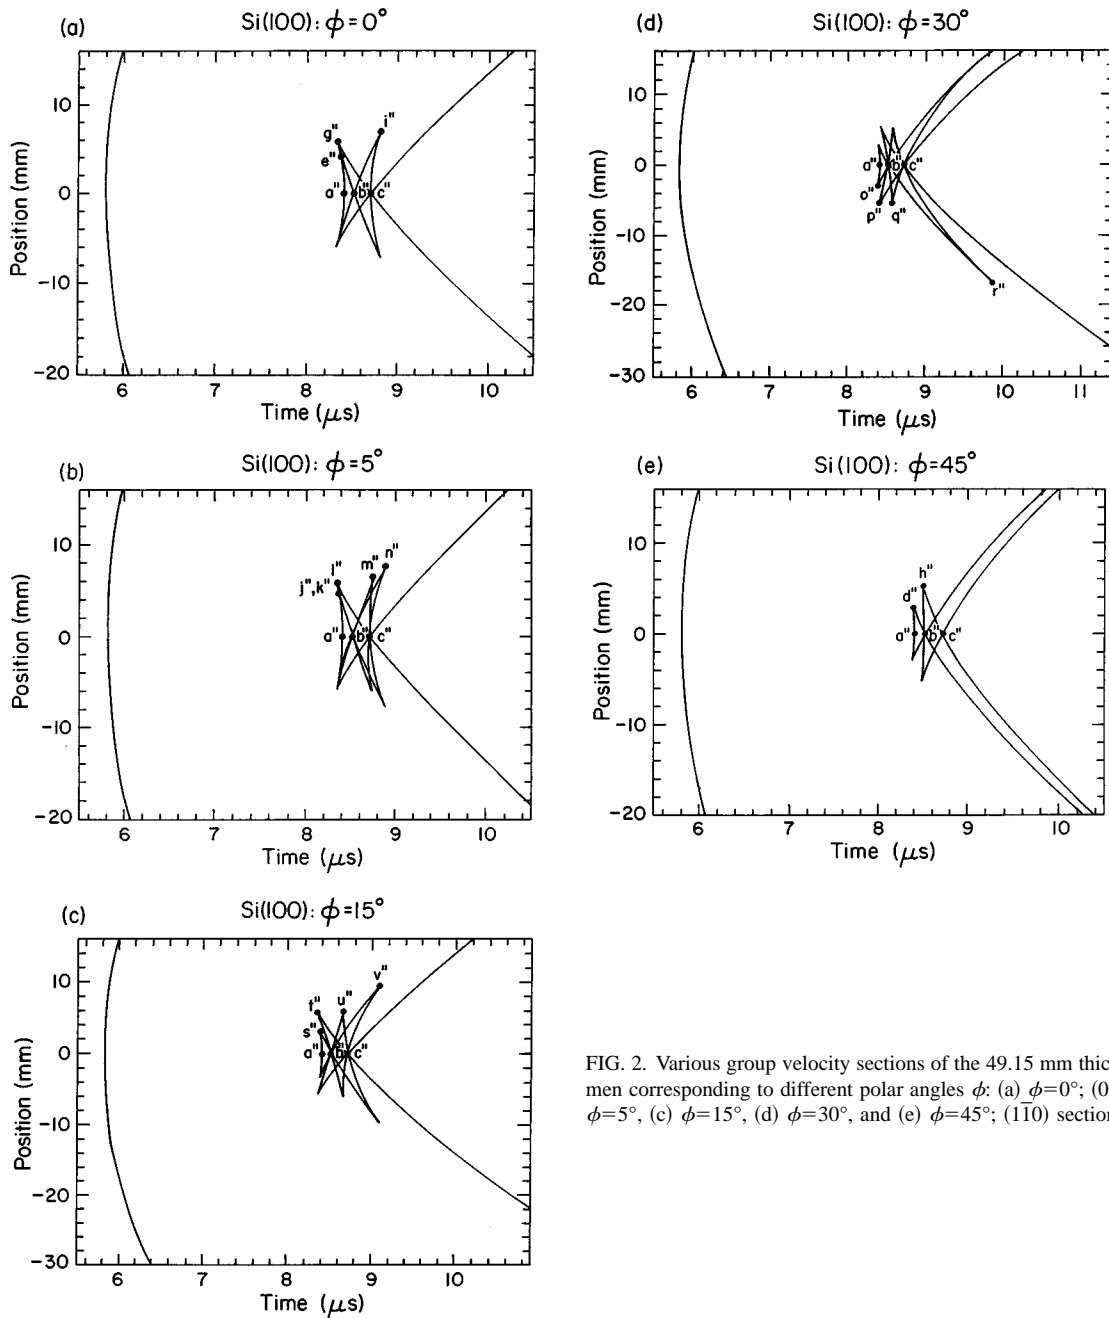 (a)
Si(100): ϕ=0°
Position (mm)
10
0
-10
-20
g"
e"
i"
a"
b"
c"
6
7
8
9
10
Time (μs)
(b)
Si(100): ϕ=5°
Position (mm)
10
0
-10
-20
l"
j", k"
m"
n"
a"
b"
c"
6
7
8
9
10
Time (μs)
(c)
Si(100): ϕ=15°
Position (mm)
10
0
-10
-20
-30
t"
s"
u"
v"
a"
b"
c"
6
7
8
9
10
Time (μs)
(d)
Si(100): ϕ=30°
Position (mm)
10
0
-10
-20
-30
a"
b"
c"
o"
p"
q"
r"
6
7
8
9
10
11
Time (μs)
(e)
Si(100): ϕ=45°
Position (mm)
10
0
-10
-20
h"
d"
a"
b"
c"
6
7
8
9
10
Time (μs)
FIG. 2. Various group velocity sections of the 49.15 mm thic
men corresponding to different polar angles ϕ: (a) ϕ=0°; (0
ϕ=5°, (c) ϕ=15°, (d) ϕ=30°, and (e) ϕ=45°; (1̅1̅0) section